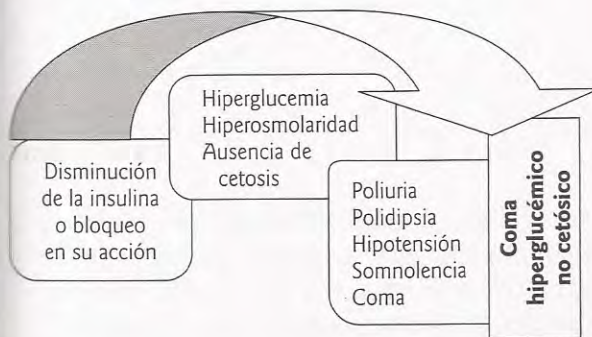 Disminución
de la insulina
o bloqueo
en su acción
Hiperglucemia
Hiperosmolaridad
Ausencia de
cetosis
Poliuria
Polidipsia
Hipotensión
Somnolencia
Coma
Coma
hiperglucémico
no cetósico